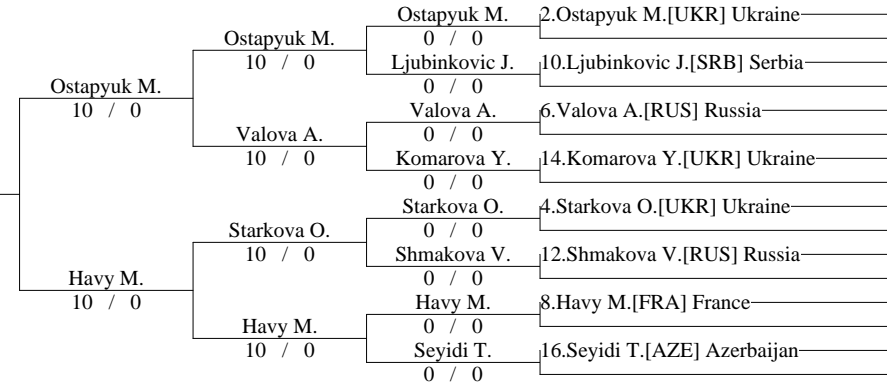 Ostapyuk M. 2.Ostapyuk M.[UKR] Ukraine
Ostapyuk M. 0 / 0
10 / 0 Ljubinkovic J. 10.Ljubinkovic J.[SRB] Serbia
Ostapyuk M. 0 / 0
10 / 0 Valova A. 6.Valova A.[RUS] Russia
Valova A. 0 / 0
10 / 0 Komarova Y. 14.Komarova Y.[UKR] Ukraine
0 / 0
Starkova O. 4.Starkova O.[UKR] Ukraine
Starkova O. 0 / 0
10 / 0 Shmakova V. 12.Shmakova V.[RUS] Russia
Havy M. 0 / 0
10 / 0 Havy M. 8.Havy M.[FRA] France
Havy M. 0 / 0
10 / 0 Seyidi T. 16.Seyidi T.[AZE] Azerbaijan
0 / 0